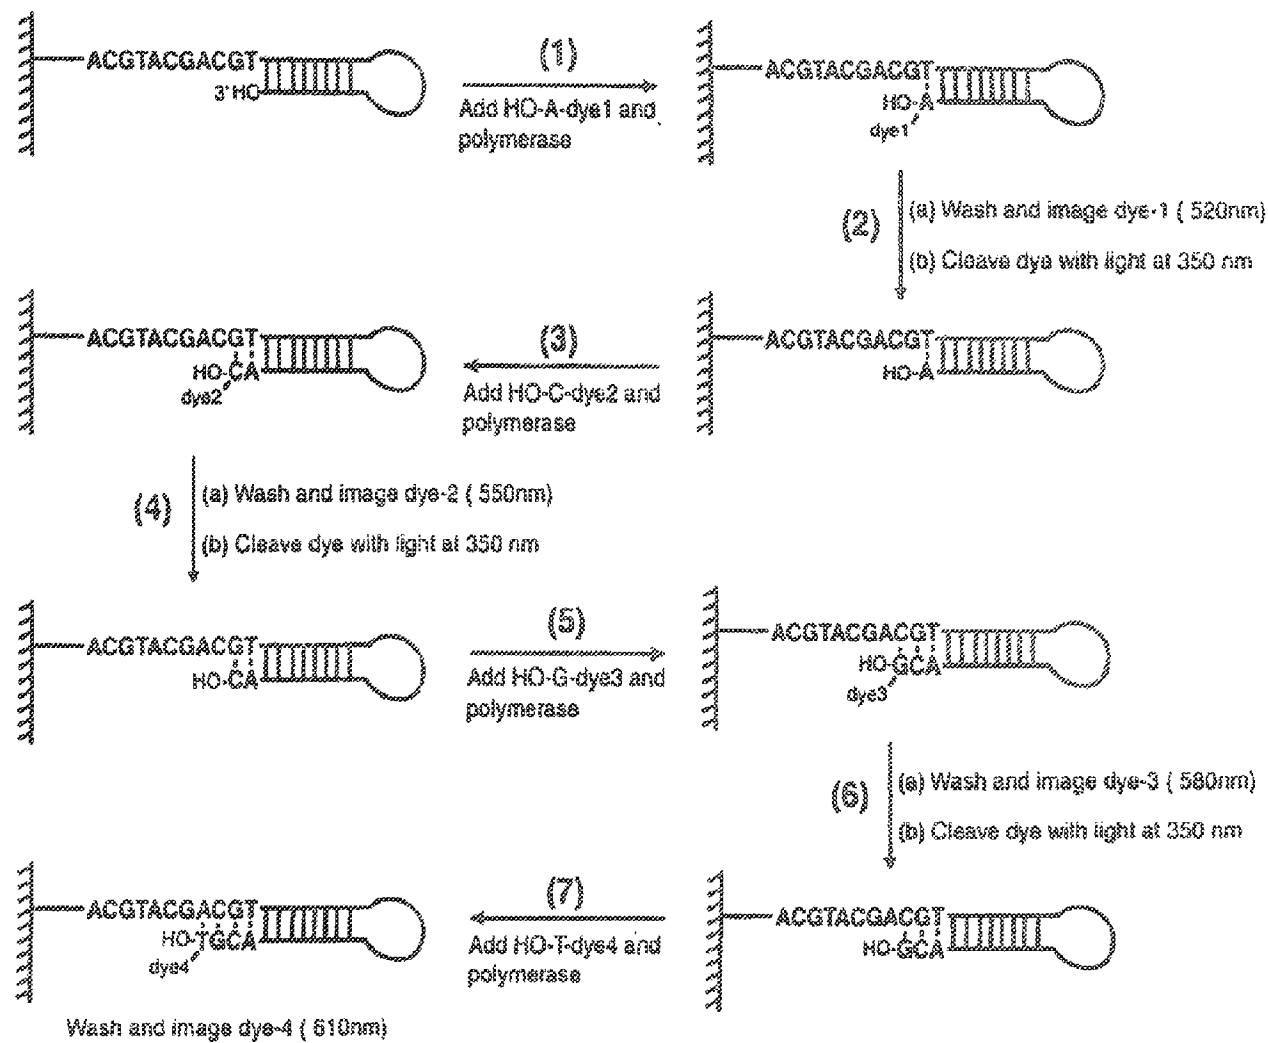 ACGTACGACGT
3' HO
(1)
Add HO-A-dye1 and
polymerase
ACGTACGACGT
HO-A
dye1
(2)
(a) Wash and image dye-1 ( 520nm)
(b) Cleave dye with light at 350 nm
ACGTACGACGT
HO-A
(3)
Add HO-C-dye2 and
polymerase
ACGTACGACGT
HO-CA
dye2
(4)
(a) Wash and image dye-2 ( 550nm)
(b) Cleave dye with light at 350 nm
ACGTACGACGT
HO-CA
(5)
Add HO-G-dye3 and
polymerase
ACGTACGACGT
HO-GCA
dye3
(6)
(a) Wash and image dye-3 ( 580nm)
(b) Cleave dye with light at 350 nm
ACGTACGACGT
HO-GCA
(7)
Add HO-T-dye4 and
polymerase
ACGTACGACGT
HO-TGCA
dye4
Wash and image dye-4 ( 610nm)